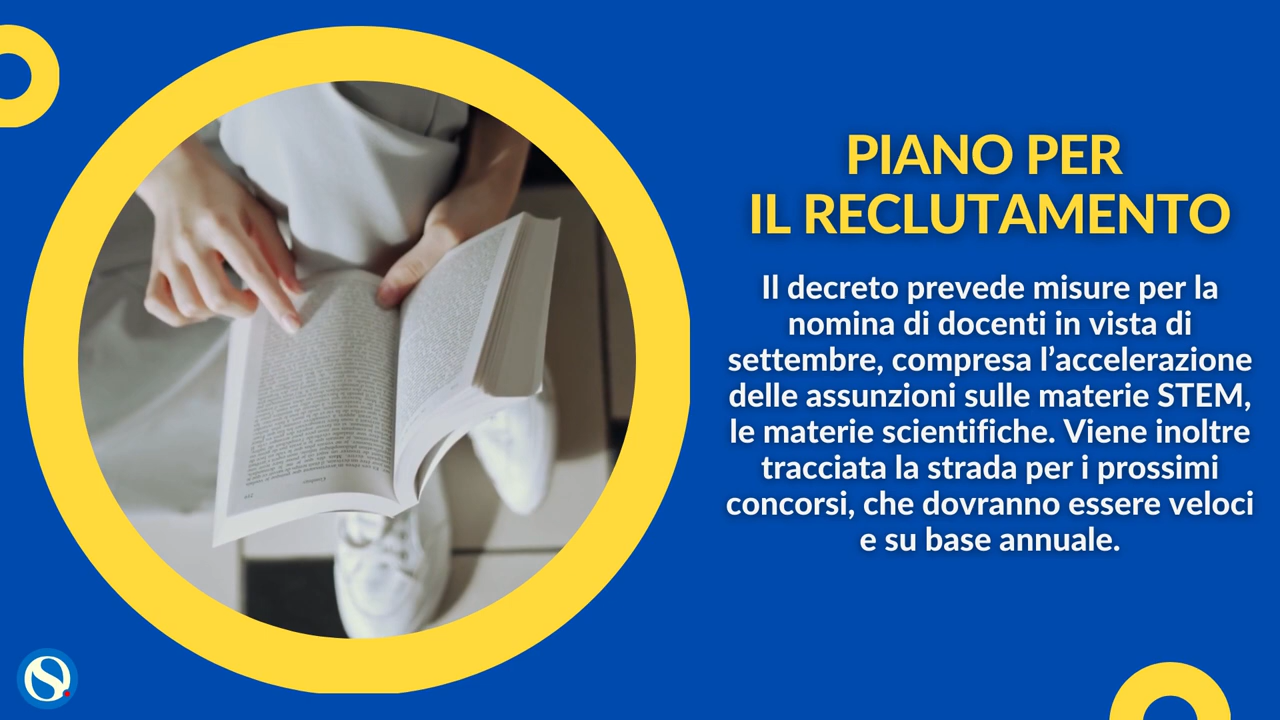 PIANO PER
IL RECLUTAMENTO
Il decreto prevede misure per la
nomina di docenti in vista di
settembre, compresa l’accelerazione
delle assunzioni sulle materie STEM,
le materie scientifiche. Viene inoltre
tracciata la strada per i prossimi
concorsi, che dovranno essere veloci
e su base annuale.
S